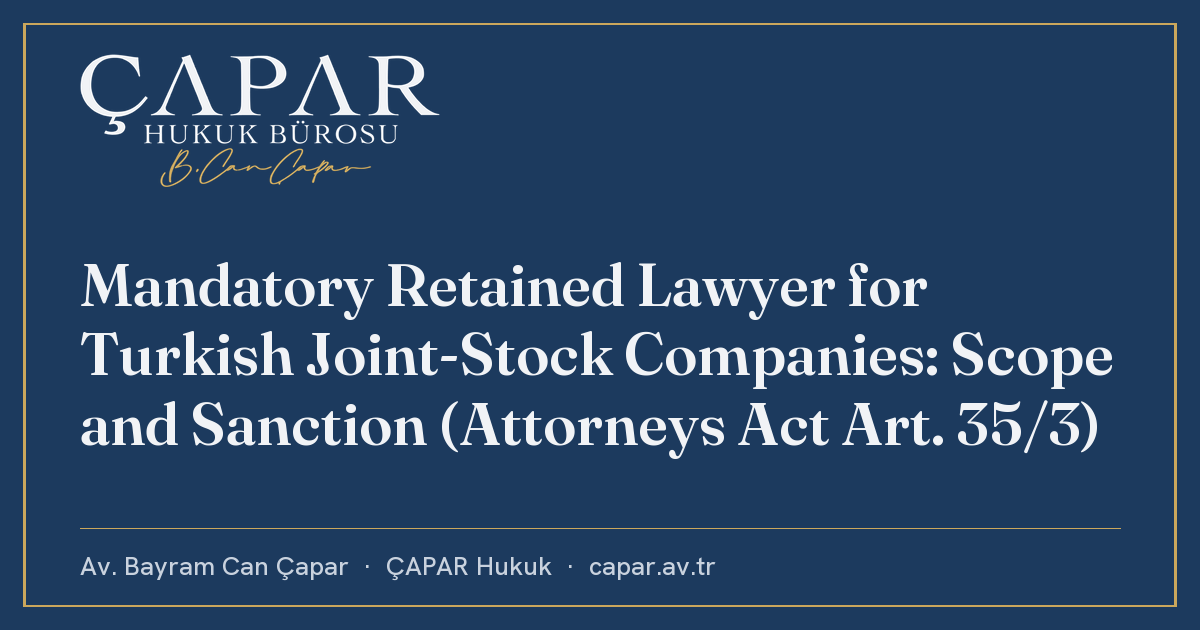 ÇAPAR
HUKUK BÜROSU
B.Can Çapar
Mandatory Retained Lawyer for
Turkish Joint-Stock Companies: Scope
and Sanction (Attorneys Act Art. 35/3)
Av. Bayram Can Çapar · ÇAPAR Hukuk · capar.av.tr